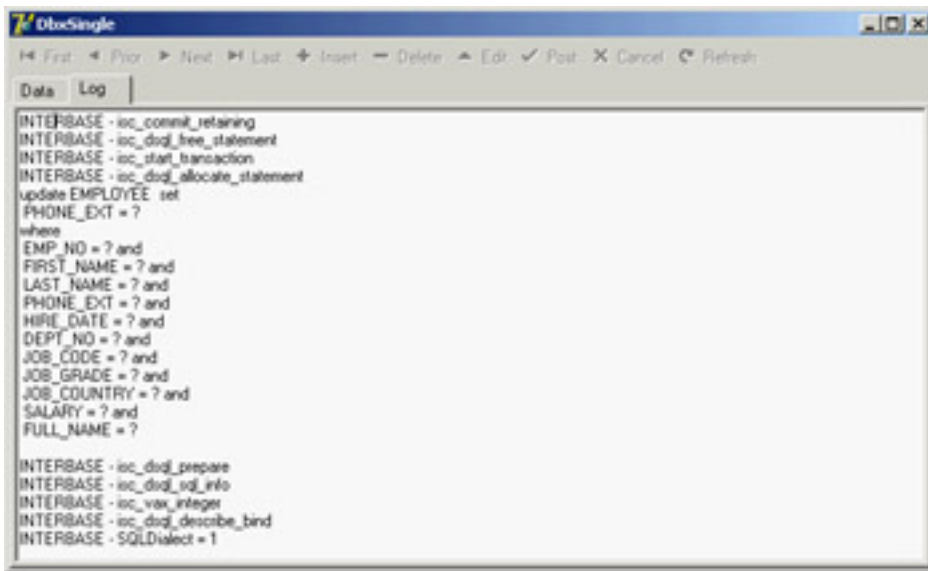 DbxSingle
First Prior Next Last Insert Delete Edit Post Cancel Refresh
Data Log
INTERBASE - isc_commit_retaining
INTERBASE - isc_dsql_free_statement
INTERBASE - isc_start_transaction
INTERBASE - isc_dsql_allocate_statement
update EMPLOYEE set
PHONE_EXT = ?
where
EMP_NO = ? and
FIRST_NAME = ? and
LAST_NAME = ? and
PHONE_EXT = ? and
HIRE_DATE = ? and
DEPT_NO = ? and
JOB_CODE = ? and
JOB_GRADE = ? and
JOB_COUNTRY = ? and
SALARY = ? and
FULL_NAME = ?
INTERBASE - isc_dsql_prepare
INTERBASE - isc_dsql_sql_info
INTERBASE - isc_vax_integer
INTERBASE - isc_dsql_describe_bind
INTERBASE - SQLDialect = 1